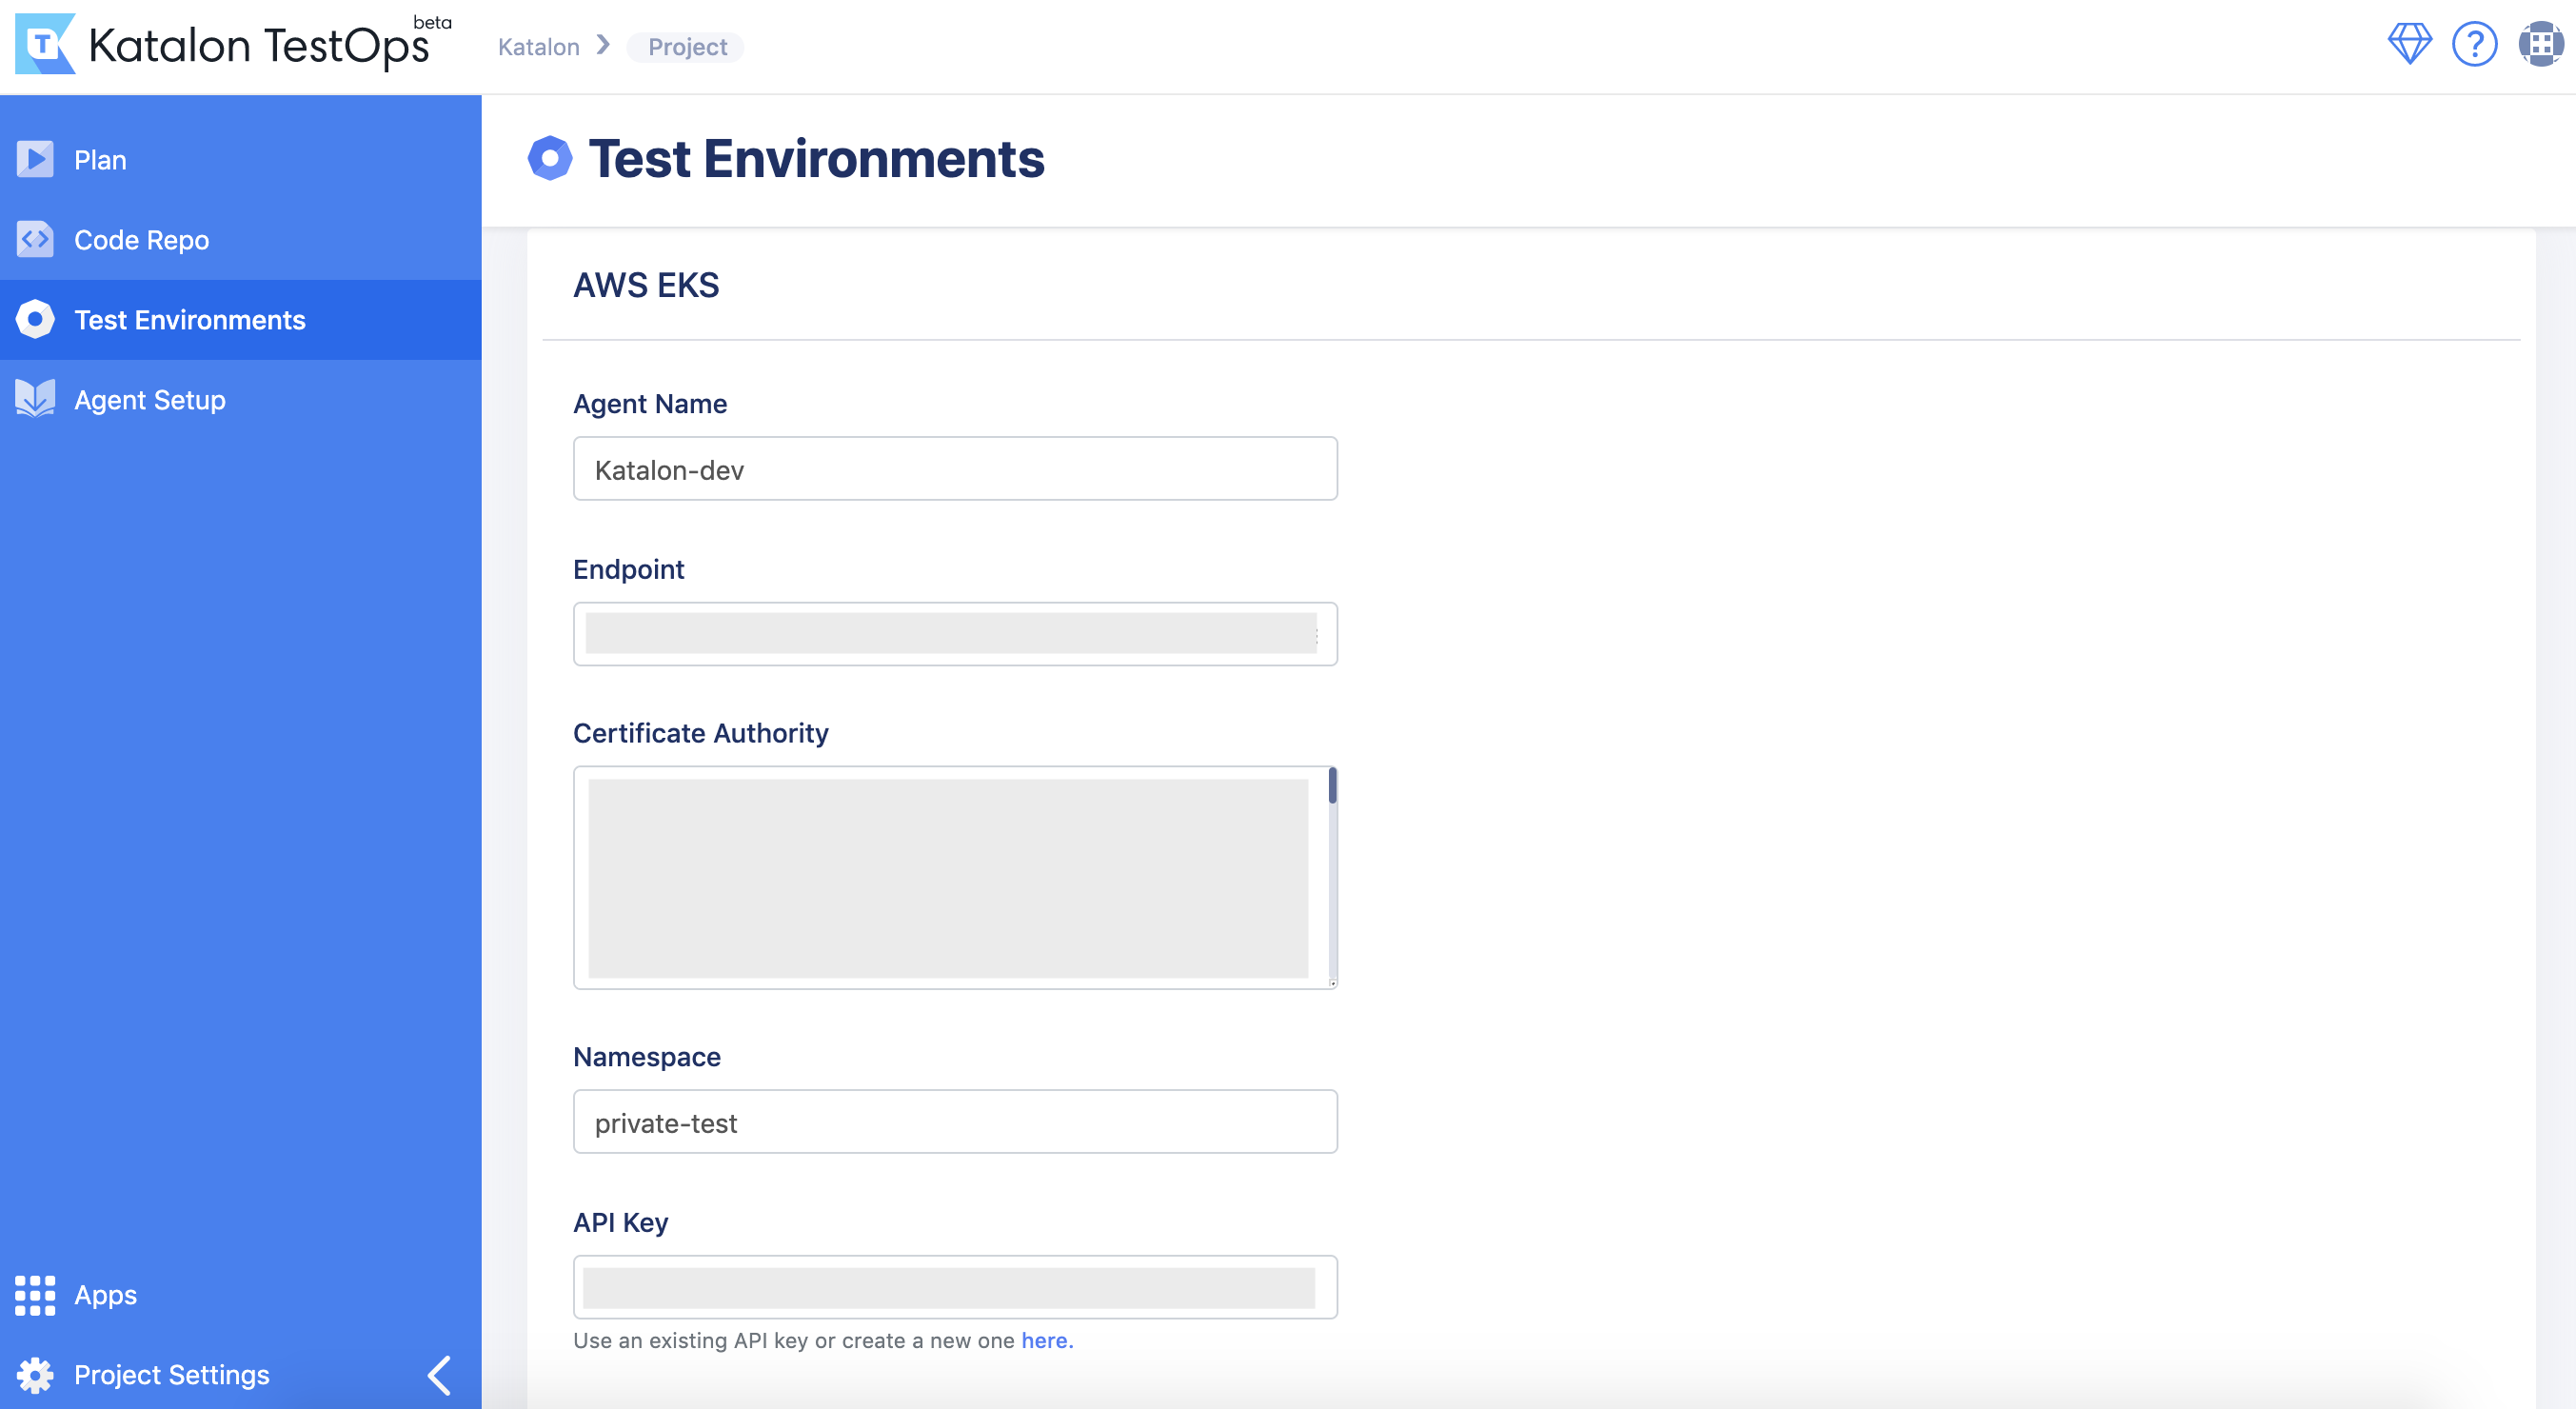 Katalon TestOps beta
Katalon > Project
Plan
Code Repo
Test Environments
Agent Setup
Apps
Project Settings
Test Environments
AWS EKS
Agent Name
Katalon-dev
Endpoint
Certificate Authority
Namespace
private-test
API Key
Use an existing API key or create a new one here.